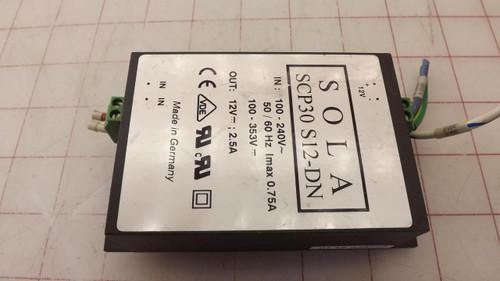 SOLA
SCP30 S12-DN
12V
IN : 100 - 240V~
50 / 60 Hz Imax 0.75A
100 - 353V⎓
OUT: 12V⎓ ; 2.5A
CE VDE
Made in Germany
IN IN